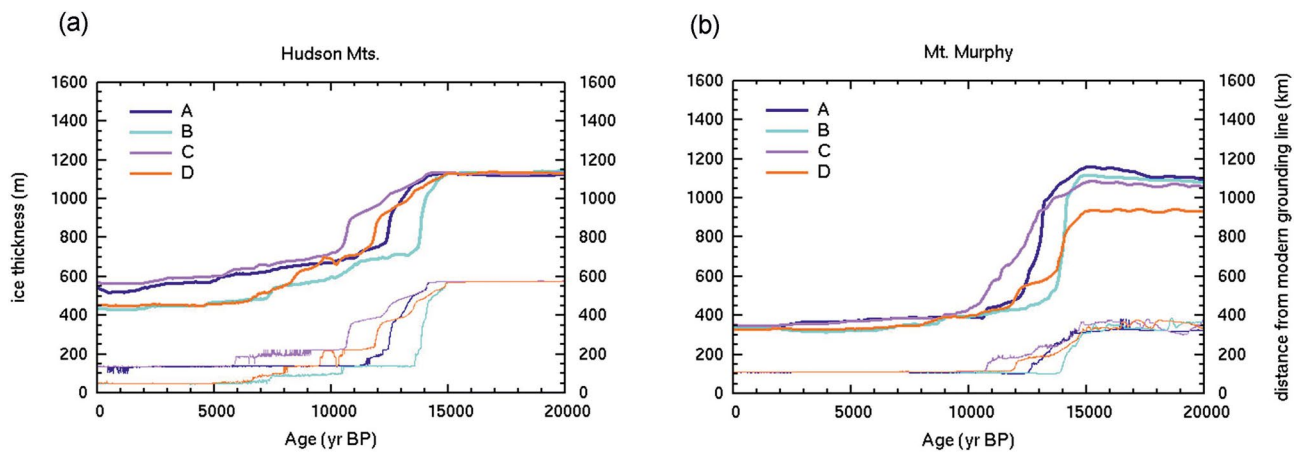 (a)
Hudson Mts.
1600
1400
1200
1000
800
600
400
200
0
ice thickness (m)
A
B
C
D
1600
1400
1200
1000
800
600
400
200
0
0
5000
10000
15000
20000
Age (yr BP)
(b)
Mt. Murphy
1600
1400
1200
1000
800
600
400
200
0
A
B
C
D
1600
1400
1200
1000
800
600
400
200
0
distance from modern grounding line (km)
0
5000
10000
15000
20000
Age (yr BP)